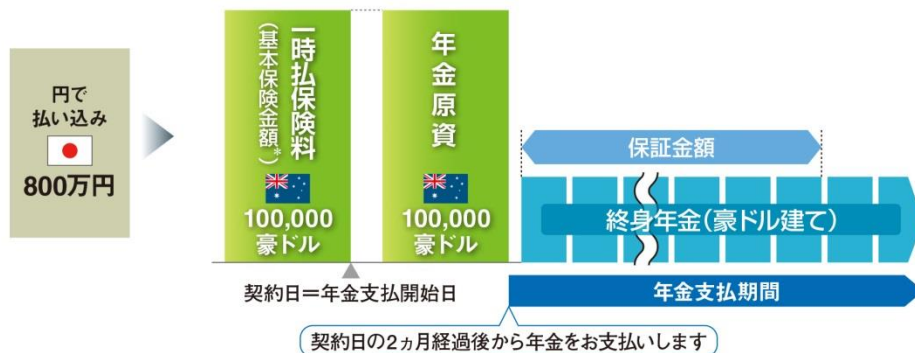 円で
払い込み
800万円
一時払保険料
(基本保険金額*)
100,000
豪ドル
年金原資
100,000
豪ドル
保証金額
終身年金(豪ドル建て)
契約日=年金支払開始日
年金支払期間
契約日の2ヵ月経過後から年金をお支払いします